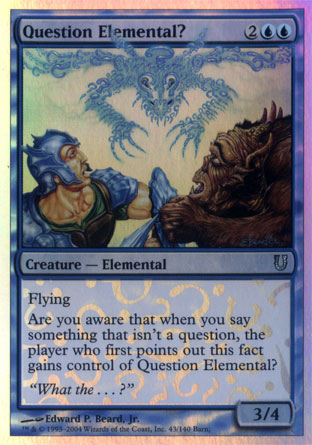 Question Elemental? 2
Creature — Elemental
Flying
Are you aware that when you say
something that isn't a question, the
player who first points out this fact
gains control of Question Elemental?
"What the . . . ?"
Edward P. Beard, Jr.
™ & © 1993–2004 Wizards of the Coast, Inc. 43/140
3/4